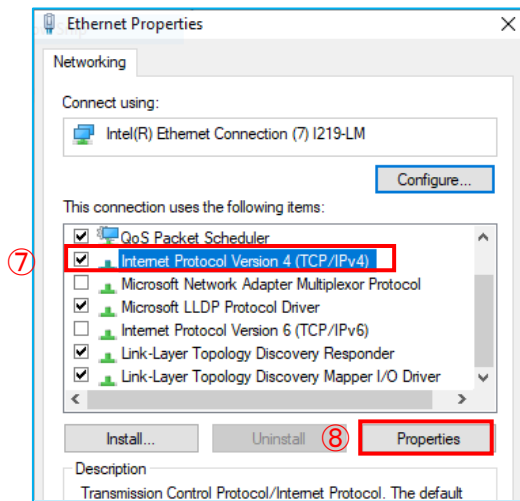 Ethernet Properties
Networking
Connect using:
Intel(R) Ethernet Connection (7) I219-LM
Configure...
This connection uses the following items:
QoS Packet Scheduler
⑦
Internet Protocol Version 4 (TCP/IPv4)
Microsoft Network Adapter Multiplexor Protocol
Microsoft LLDP Protocol Driver
Internet Protocol Version 6 (TCP/IPv6)
Link-Layer Topology Discovery Responder
Link-Layer Topology Discovery Mapper I/O Driver
Install...
Uninstall
⑧
Properties
Description
Transmission Control Protocol/Internet Protocol. The default